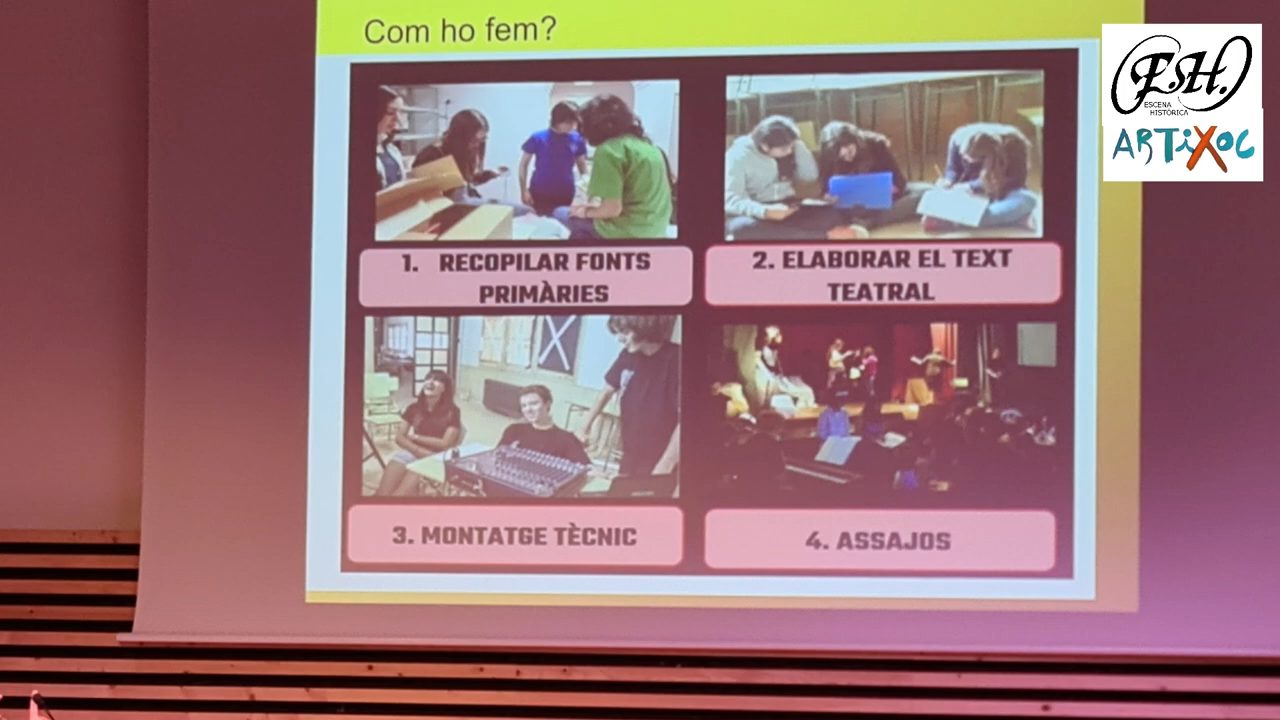 Com ho fem?
E.S.H.
ESCENA
HISTÒRICA
ARTiXOC
1. RECOPILAR FONTS
PRIMÀRIES
2. ELABORAR EL TEXT
TEATRAL
3. MONTATGE TÈCNIC
4. ASSAJOS